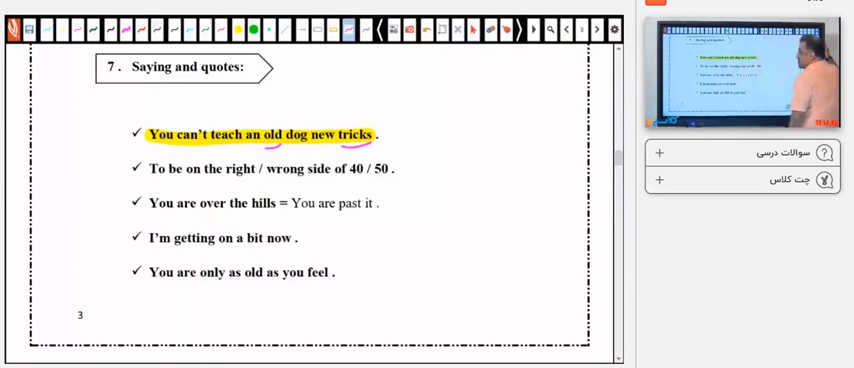 7 . Saying and quotes:
✓ You can't teach an old dog new tricks .
✓ To be on the right / wrong side of 40 / 50 .
✓ You are over the hills = You are past it .
✓ I'm getting on a bit now .
✓ You are only as old as you feel .
3
سوالات درسی
چت کلاس